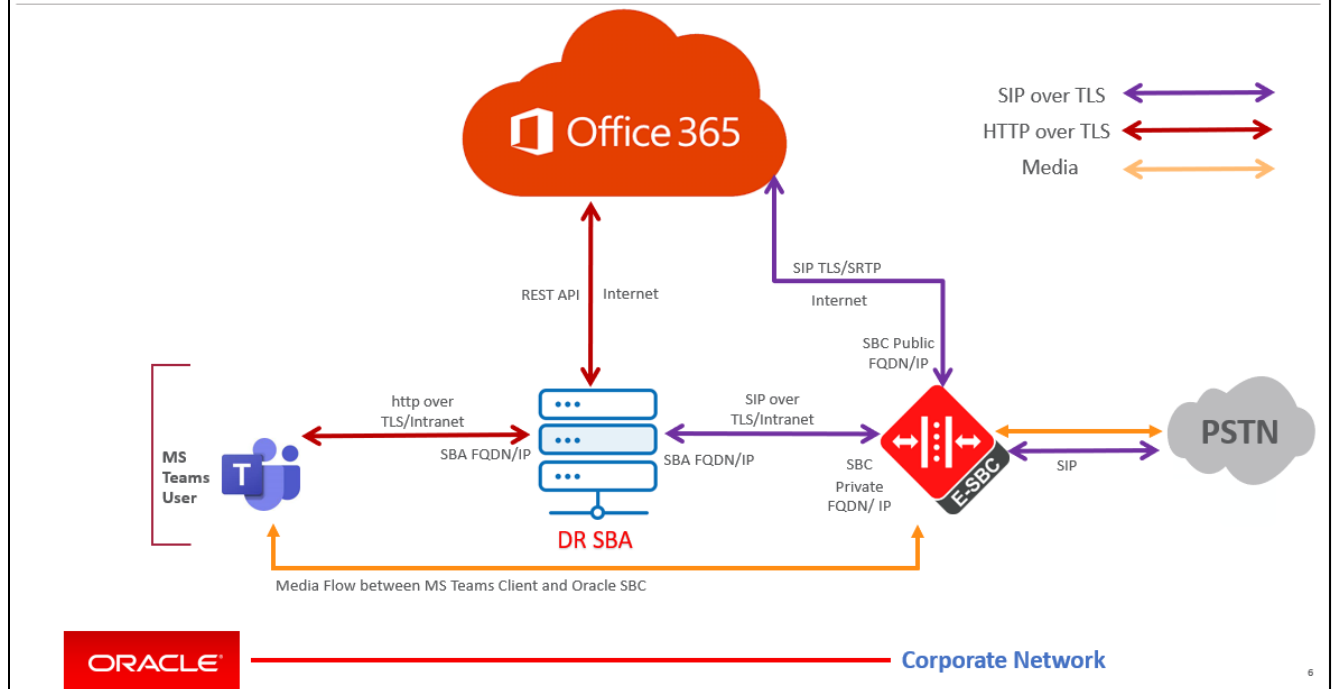 Office 365
SIP over TLS
HTTP over TLS
Media
SIP TLS/SRTP
Internet
REST API
Internet
SBC Public
FQDN/IP
http over
TLS/Intranet
SBA FQDN/IP
SIP over
TLS/Intranet
SBA FQDN/IP
MS
Teams
User
T
SBC
Private
FQDN/ IP
E-SBC
SIP
PSTN
DR SBA
Media Flow between MS Teams Client and Oracle SBC
ORACLE
Corporate Network
6